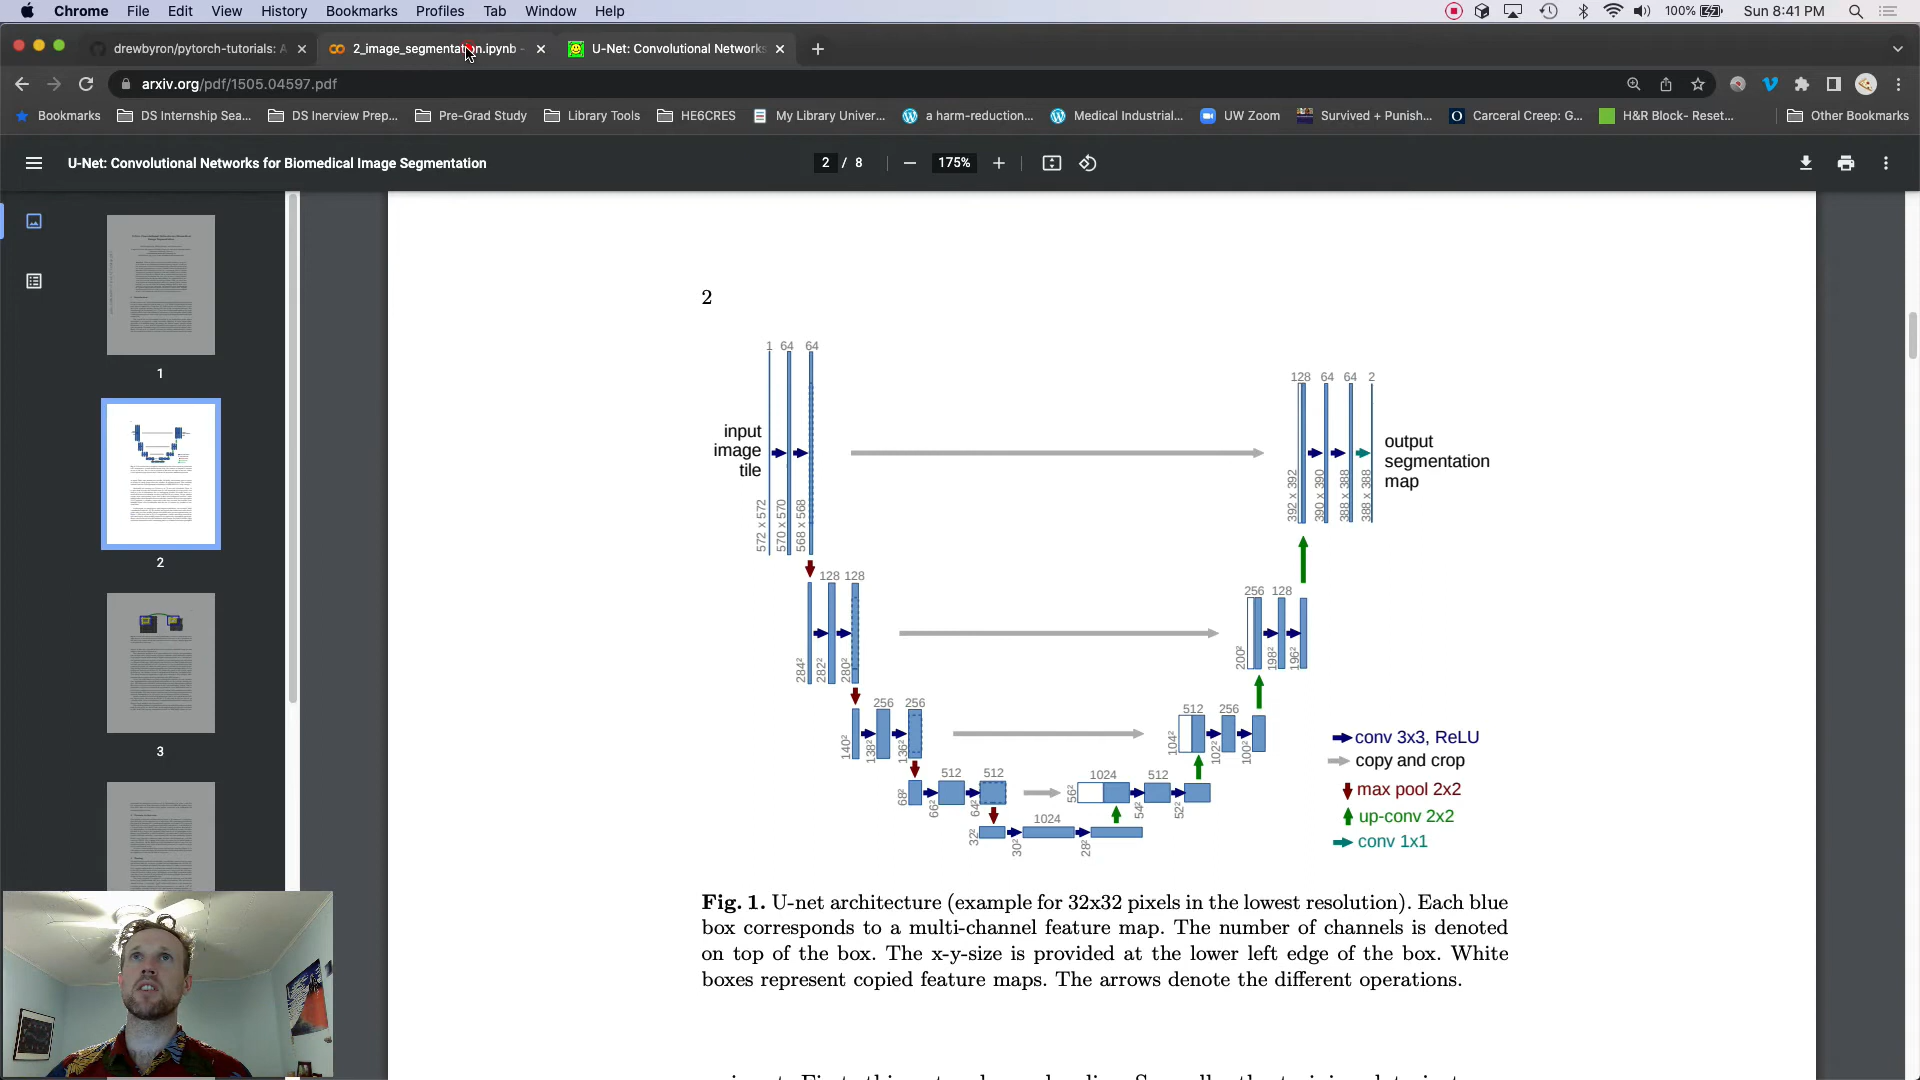 Chrome File Edit View History Bookmarks Profiles Tab Window Help
100% Sun 8:41 PM
drewbyron/pytorch-tutorials: A
2_image_segmentation.ipynb -
U-Net: Convolutional Networks
arxiv.org/pdf/1505.04597.pdf
Bookmarks DS Internship Sea... DS Inerview Prep... Pre-Grad Study Library Tools HE6CRES My Library Univer... a harm-reduction... Medical Industrial... UW Zoom Survived + Punish... Carceral Creep: G... H&R Block- Reset... Other Bookmarks
U-Net: Convolutional Networks for Biomedical Image Segmentation
2 / 8
175%
1
2
3
2
1 64 64
128 64 64 2
input
image
tile
output
segmentation
map
572 x 572
570 x 570
568 x 568
392 x 392
390 x 390
388 x 388
388 x 388
128 128
256 128
284²
282²
280²
200²
198²
196²
256 256
512 256
140²
138²
136²
104²
102²
100²
512 512
1024 512
68²
66²
64²
56²
54²
52²
1024
32²
30²
28²
conv 3x3, ReLU
copy and crop
max pool 2x2
up-conv 2x2
conv 1x1
Fig. 1. U-net architecture (example for 32x32 pixels in the lowest resolution). Each blue
box corresponds to a multi-channel feature map. The number of channels is denoted
on top of the box. The x-y-size is provided at the lower left edge of the box. White
boxes represent copied feature maps. The arrows denote the different operations.